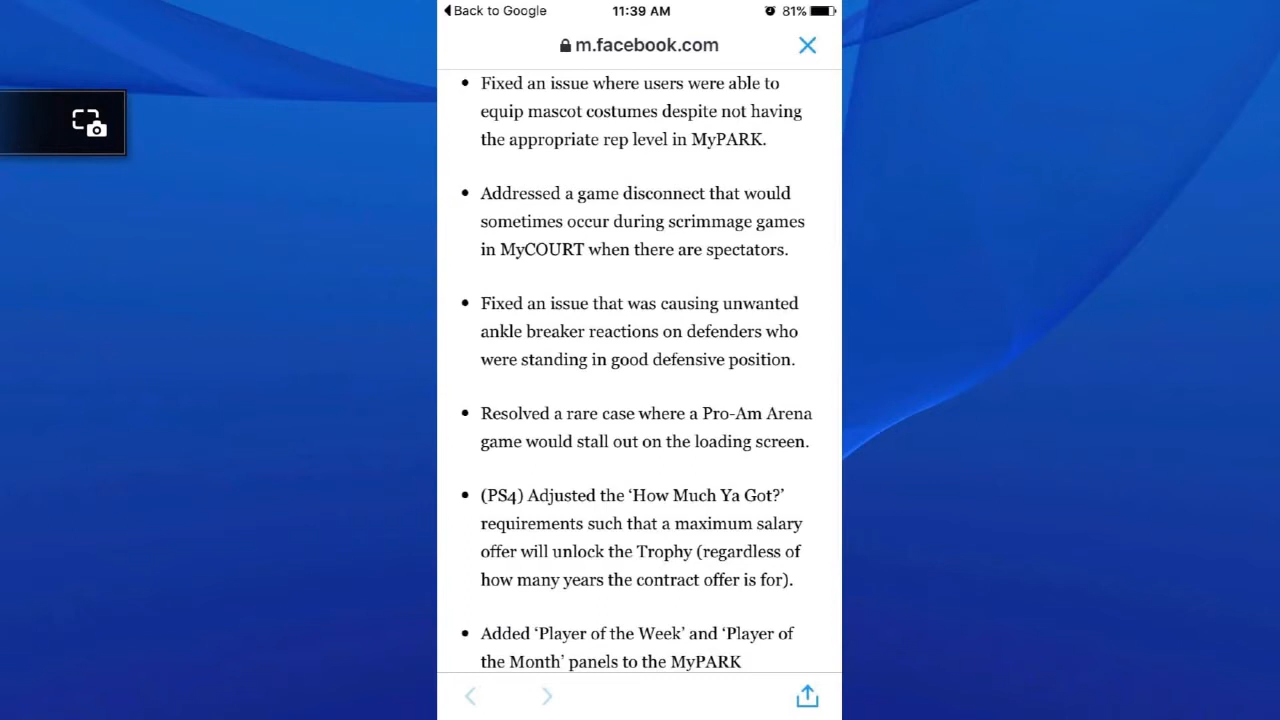 Back to Google 11:39 AM 81%
m.facebook.com
• Fixed an issue where users were able to
equip mascot costumes despite not having
the appropriate rep level in MyPARK.
• Addressed a game disconnect that would
sometimes occur during scrimmage games
in MyCOURT when there are spectators.
• Fixed an issue that was causing unwanted
ankle breaker reactions on defenders who
were standing in good defensive position.
• Resolved a rare case where a Pro-Am Arena
game would stall out on the loading screen.
• (PS4) Adjusted the ‘How Much Ya Got?’
requirements such that a maximum salary
offer will unlock the Trophy (regardless of
how many years the contract offer is for).
• Added ‘Player of the Week’ and ‘Player of
the Month’ panels to the MyPARK